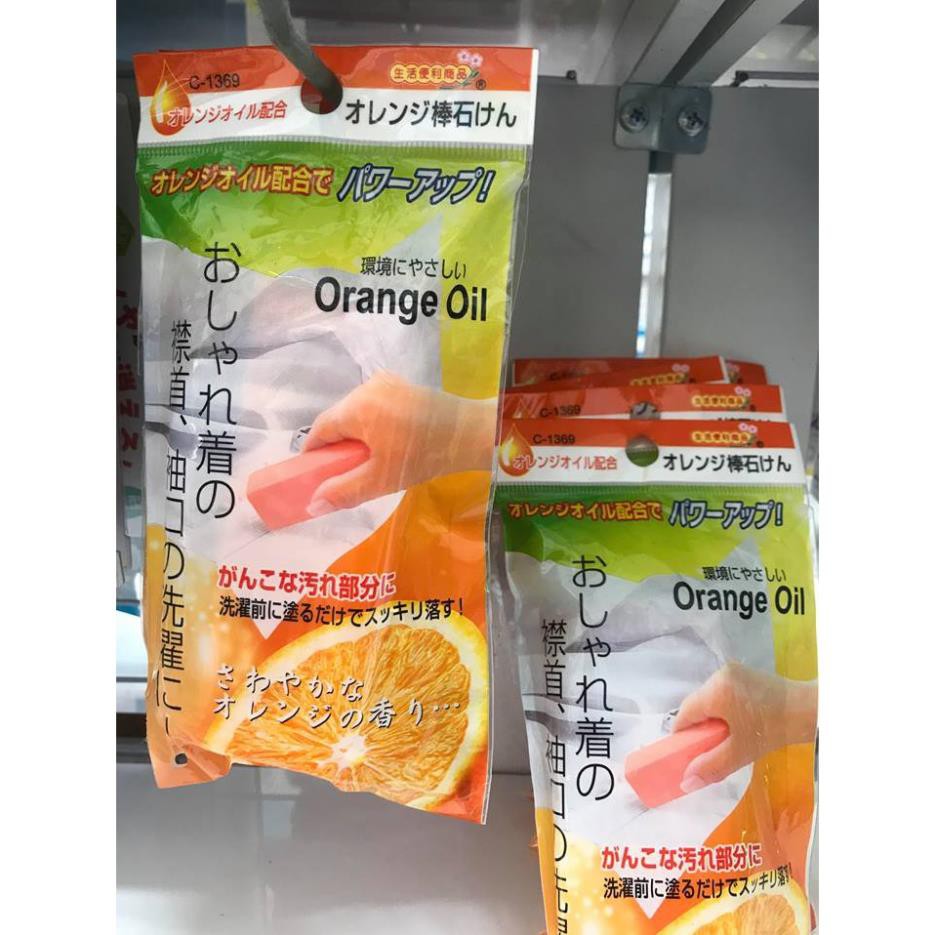 C-1369
生活便利商品
®
オレンジオイル配合
オレンジ棒石けん
オレンジオイル配合で パワーアップ!
環境にやさしい
Orange Oil
おしゃれ着の
襟首、袖口の洗濯に!
がんこな汚れ部分に
洗濯前に塗るだけでスッキリ落す!
さわやかな
オレンジの香り…
C-1369
C-1369
生活便利商品
オレンジオイル配合
オレンジ棒石けん
オレンジオイル配合で パワーアップ!
環境にやさしい
Orange Oil
おしゃれ着の
襟首、袖口の洗
がんこな汚れ部分に
洗濯前に塗るだけでスッキリ落す!